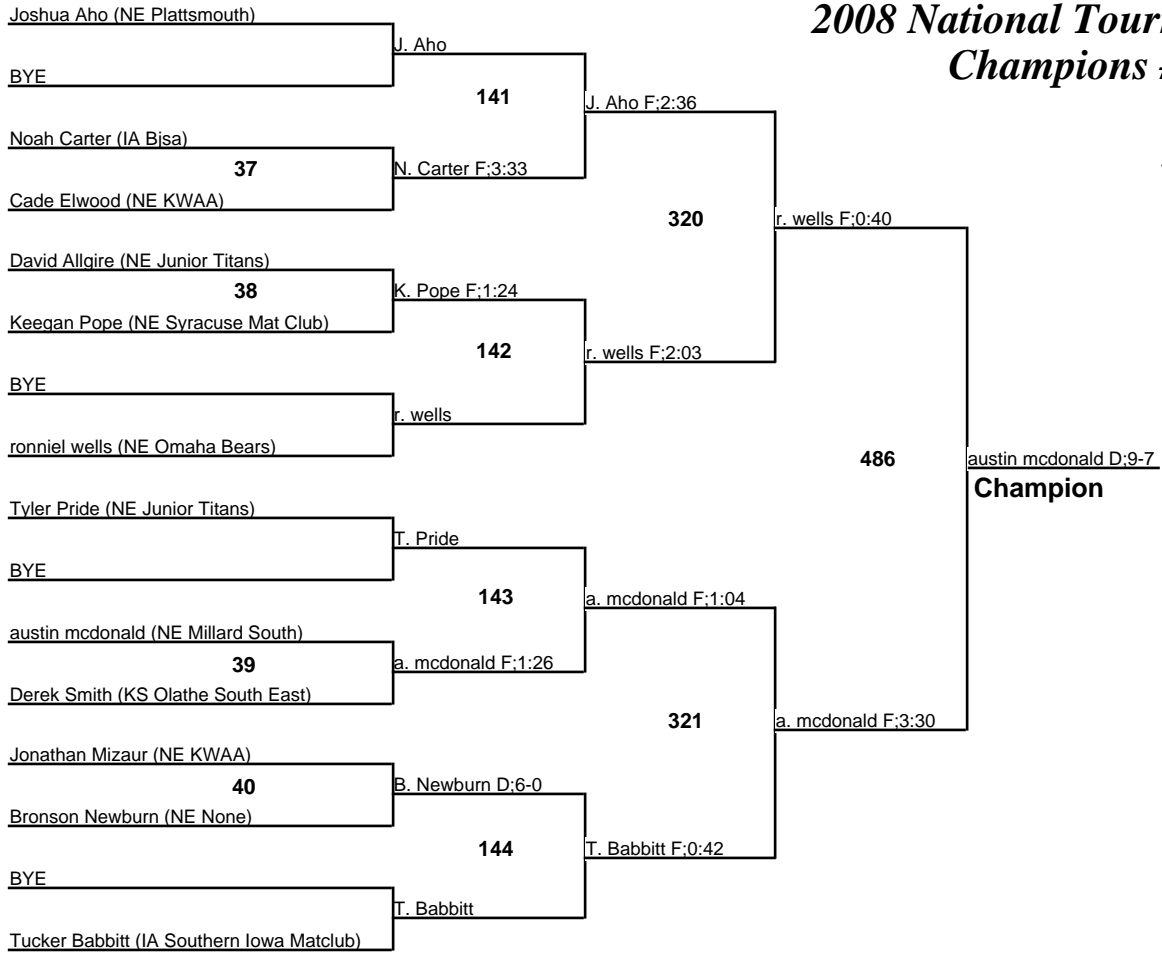 2008 National Tour
Champions
Joshua Aho (NE Plattsmouth)
J. Aho
BYE
141
J. Aho F;2:36
Noah Carter (IA Bjsa)
37
N. Carter F;3:33
Cade Elwood (NE KWAA)
320
r. wells F;0:40
David Allgire (NE Junior Titans)
38
K. Pope F;1:24
Keegan Pope (NE Syracuse Mat Club)
142
r. wells F;2:03
BYE
r. wells
ronniel wells (NE Omaha Bears)
486
austin mcdonald D;9-7
Champion
Tyler Pride (NE Junior Titans)
T. Pride
BYE
143
a. mcdonald F;1:04
austin mcdonald (NE Millard South)
39
a. mcdonald F;1:26
Derek Smith (KS Olathe South East)
321
a. mcdonald F;3:30
Jonathan Mizaur (NE KWAA)
40
B. Newburn D;6-0
Bronson Newburn (NE None)
144
T. Babbitt F;0:42
BYE
T. Babbitt
Tucker Babbitt (IA Southern Iowa Matclub)